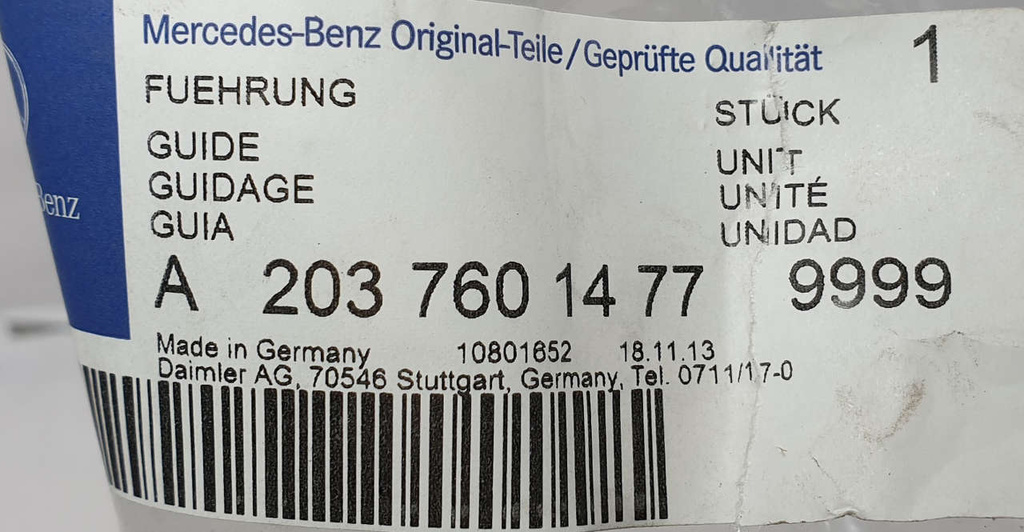 Mercedes-Benz Original-Teile/Geprüfte Qualität 1
FUEHRUNG STÜCK
GUIDE UNIT
GUIDAGE UNITÉ
GUIA UNIDAD
Benz
A 203 760 14 77 9999
Made in Germany 10801652 18.11.13
Daimler AG, 70546 Stuttgart, Germany, Tel. 0711/17-0